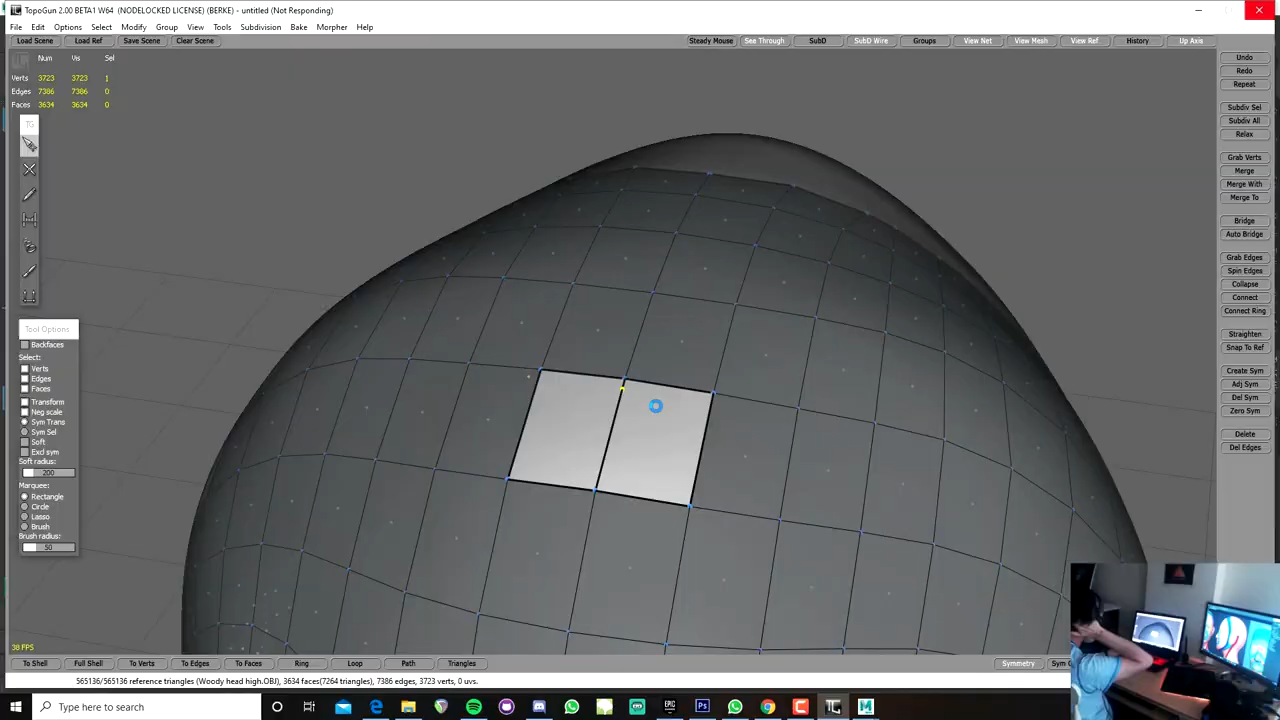 TopoGun 2.00 BETA1 W64 (NODELOCKED LICENSE) (BERKE) - untitled (Not Responding)
File Edit Options Select Modify Group View Tools Subdivision Bake Morpher Help
Load Scene Load Ref Save Scene Clear Scene Steady Mouse See Through SubD SubD Wire Groups View Net View Mesh View Ref History Up Axis
Num Vis Sel
Verts 3723 3723 1
Edges 7386 7386 0
Faces 3634 3634 0
TG
Tool Options
Backfaces
Select:
Verts
Edges
Faces
Transform
Neg scale
Sym Trans
Sym Sel
Soft
Excl sym
Soft radius:
200
Marquee:
Rectangle
Circle
Lasso
Brush
Brush radius:
50
Undo
Redo
Repeat
Subdiv Sel
Subdiv All
Relax
Grab Verts
Merge
Merge With
Merge To
Bridge
Auto Bridge
Grab Edges
Spin Edges
Collapse
Connect
Connect Ring
Straighten
Snap To Ref
Create Sym
Adj Sym
Del Sym
Zero Sym
Delete
Del Edges
38 FPS
To Shell Full Shell To Verts To Edges To Faces Ring Loop Path Triangles Symmetry Sym
565136/565136 reference triangles (Woody head high.OBJ), 3634 faces(7264 triangles), 7386 edges, 3723 verts, 0 uvs.
Type here to search